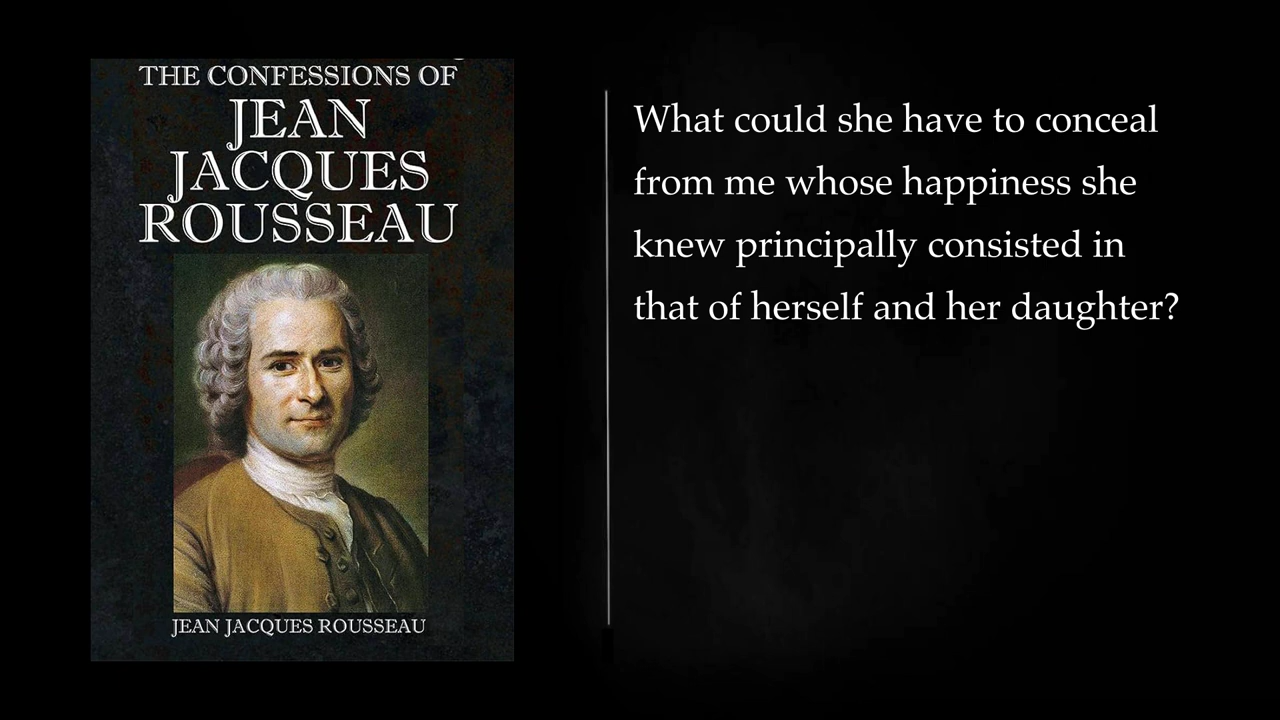 THE CONFESSIONS OF
JEAN
JACQUES
ROUSSEAU
JEAN JACQUES ROUSSEAU
What could she have to conceal
from me whose happiness she
knew principally consisted in
that of herself and her daughter?